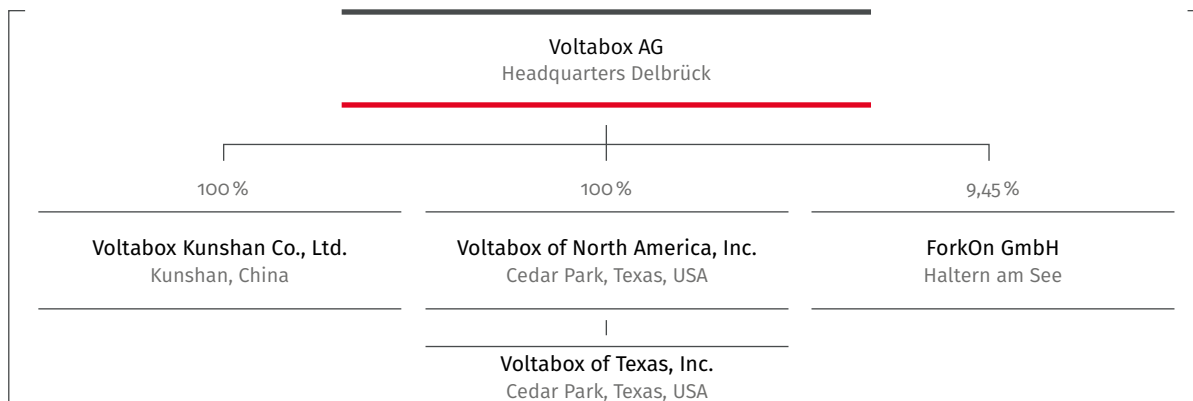 Voltabox AG
Headquarters Delbrück
100 %
100 %
9,45 %
Voltabox Kunshan Co., Ltd.
Kunshan, China
Voltabox of North America, Inc.
Cedar Park, Texas, USA
ForkOn GmbH
Haltern am See
Voltabox of Texas, Inc.
Cedar Park, Texas, USA